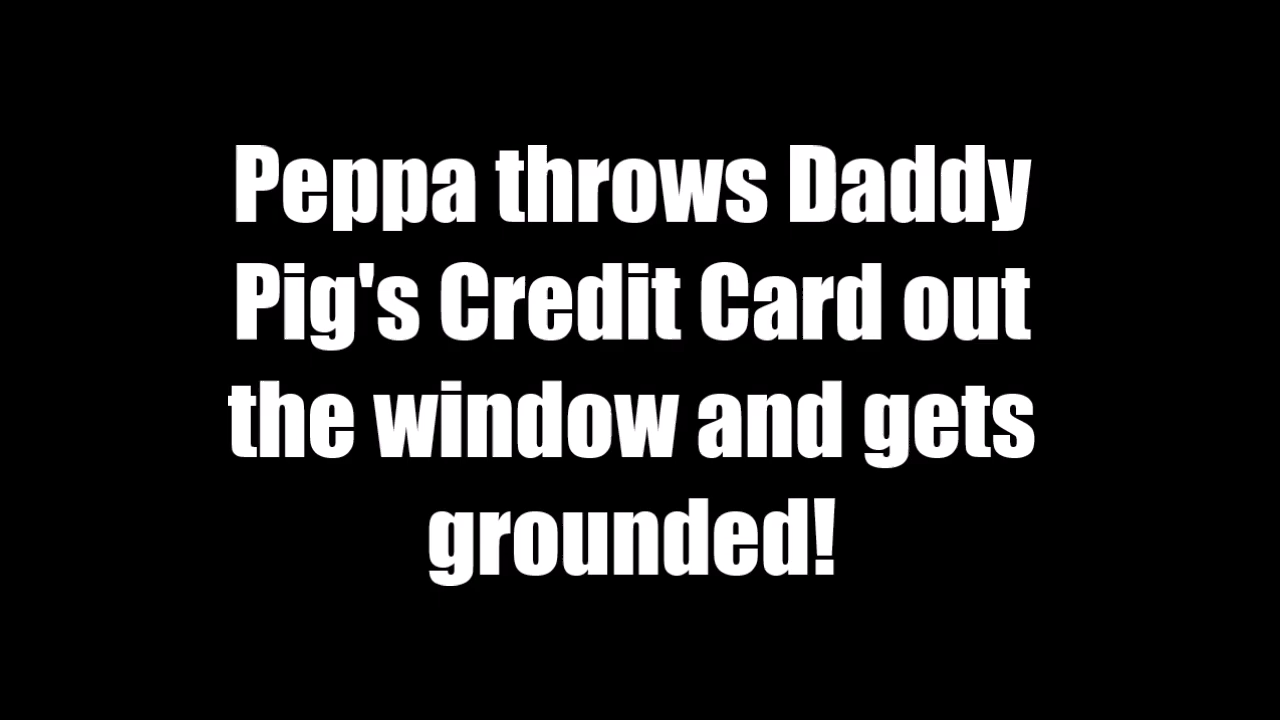 Peppa throws Daddy
Pig's Credit Card out
the window and gets
grounded!